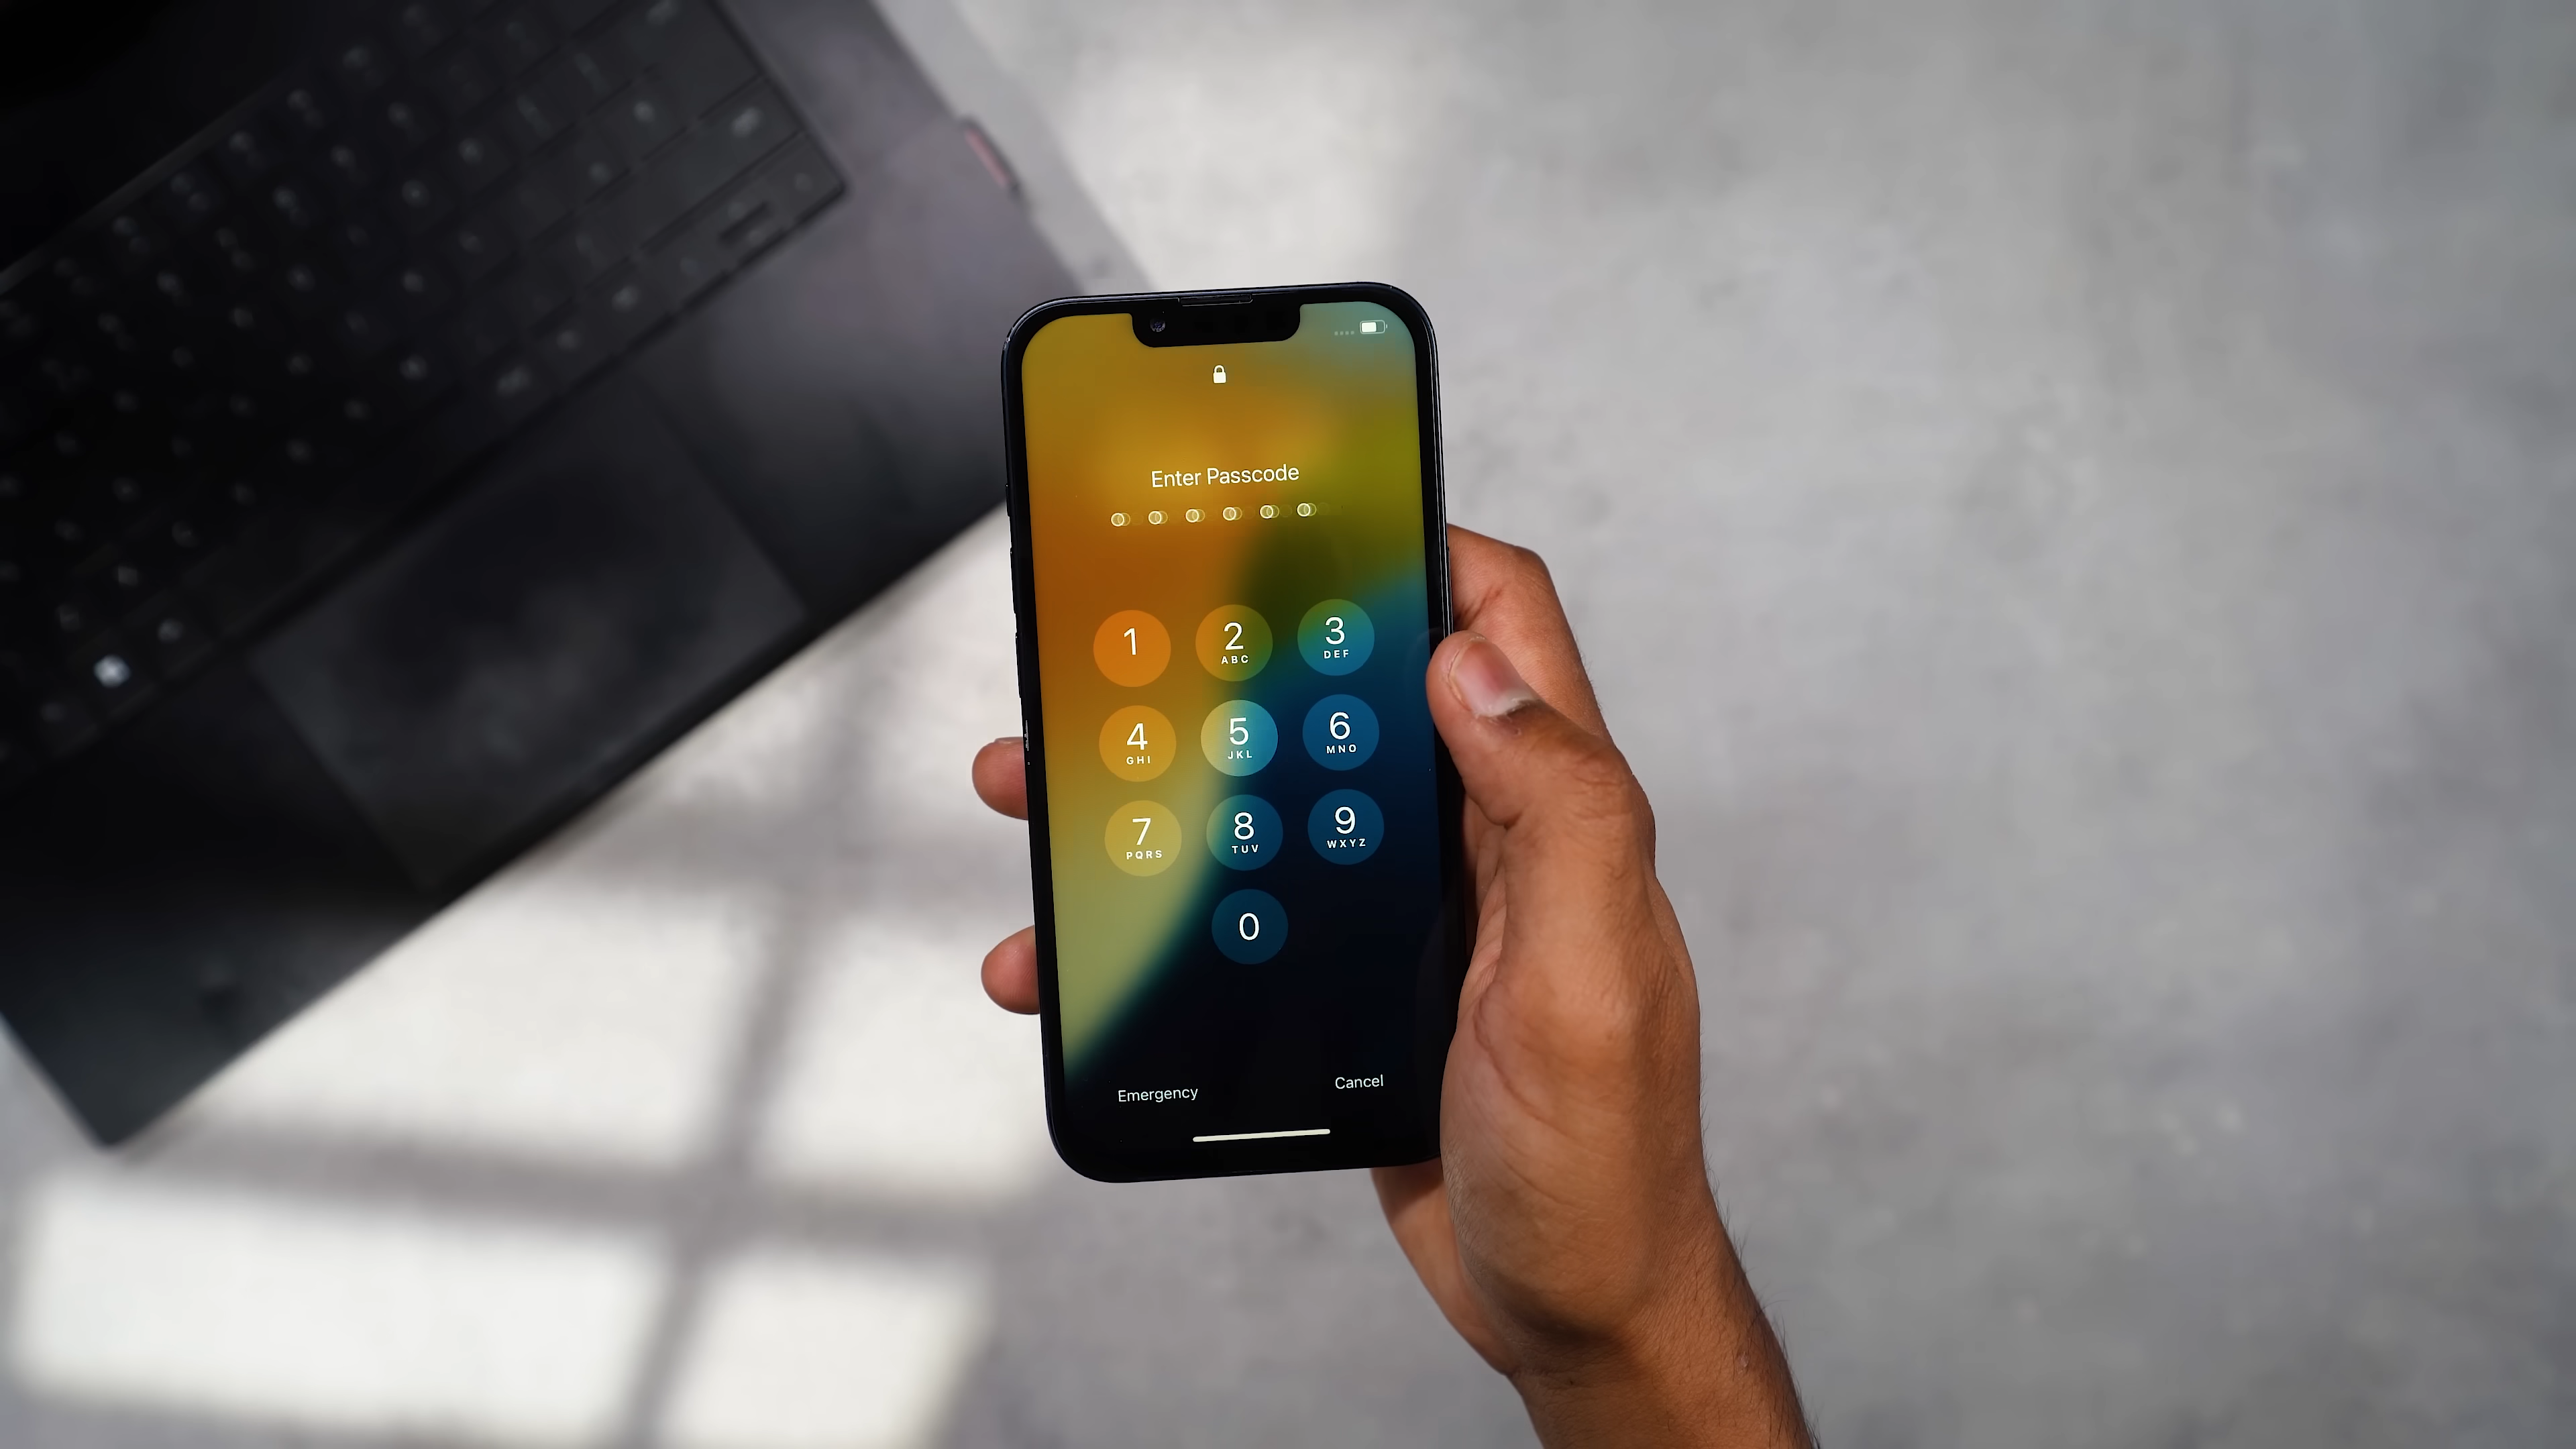 Enter Passcode
1 2 3
ABC DEF
4 5 6
GHI JKL MNO
7 8 9
PQRS TUV WXYZ
0
Emergency Cancel